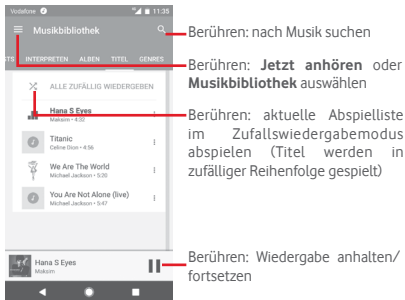 Vodafone
11:35
Musikbibliothek
STS INTERPRETEN ALBEN TITEL GENRES
ALLE ZUFÄLLIG WIEDERGEBEN
Hana S Eyes
Maksim • 4:32
Titanic
Celine Dion • 4:56
We Are The World
Michael Jackson • 5:20
You Are Not Alone (live)
Michael Jackson • 5:47
Hana S Eyes
Maksim
Berühren: nach Musik suchen
Berühren: Jetzt anhören oder
Musikbibliothek auswählen
Berühren: aktuelle Abspielliste
im Zufallswiedergabemodus
abspielen (Titel werden in
zufälliger Reihenfolge gespielt)
Berühren: Wiedergabe anhalten/
fortsetzen